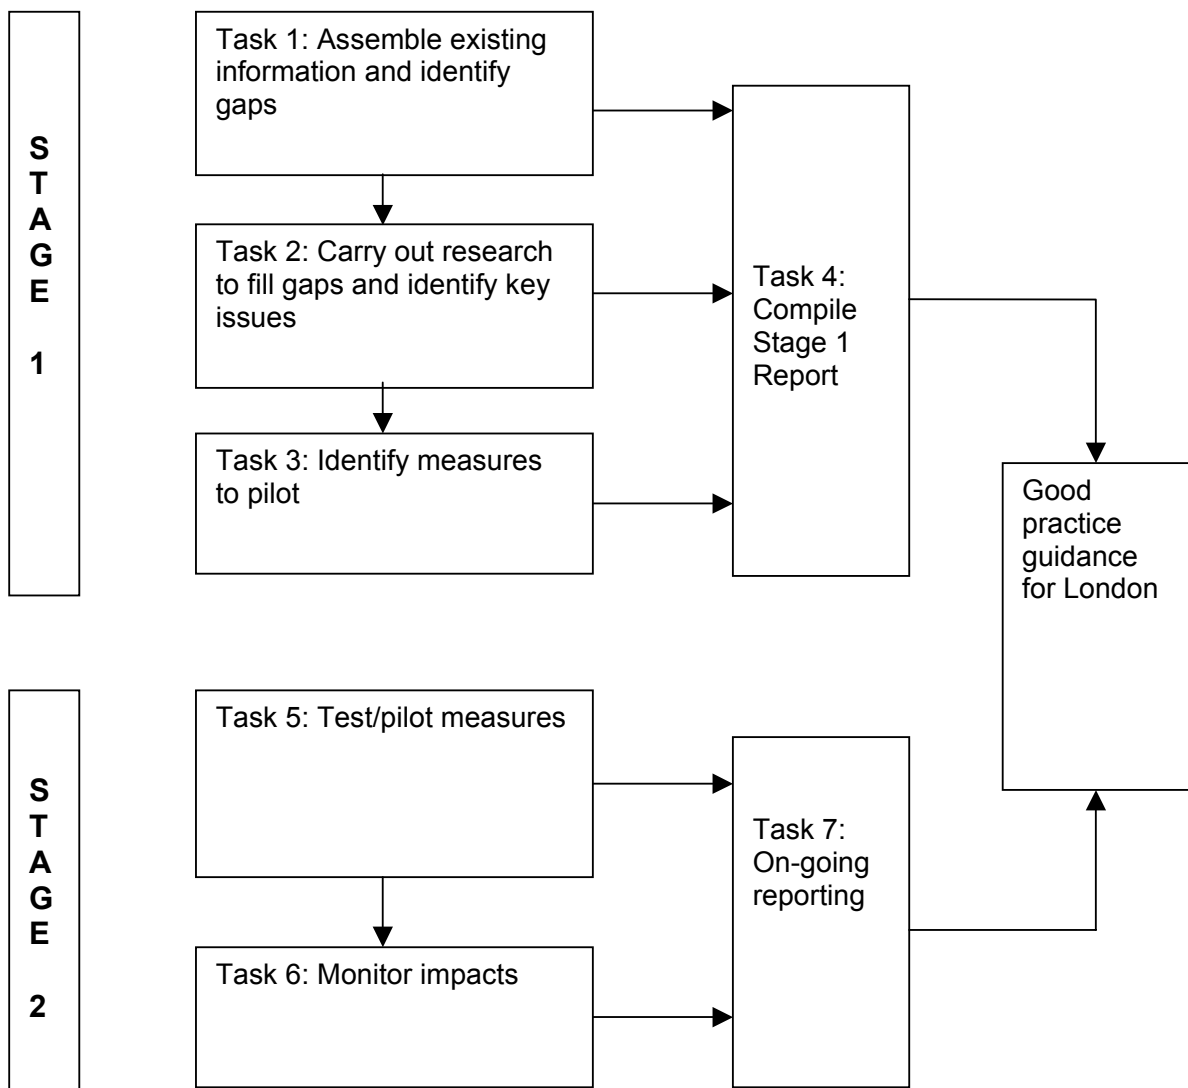 STAGE 1
Task 1: Assemble existing
information and identify
gaps
Task 2: Carry out research
to fill gaps and identify key
issues
Task 3: Identify measures
to pilot
Task 4:
Compile
Stage 1
Report
Good
practice
guidance
for London
STAGE 2
Task 5: Test/pilot measures
Task 6: Monitor impacts
Task 7:
On-going
reporting